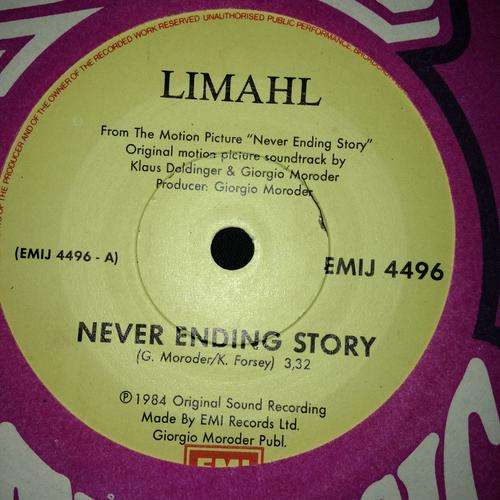 S OF THE PRODUCER AND OF THE OWNER OF THE RECORDED WORK RESERVED UNAUTHORISED PUBLIC PERFORMANCE
LIMAHL
From The Motion Picture "Never Ending Story"
Original motion picture soundtrack by
Klaus Doldinger & Giorgio Moroder
Producer: Giorgio Moroder
(EMIJ 4496 - A)
EMIJ 4496
NEVER ENDING STORY
(G. Moroder/K. Forsey) 3,32
℗ 1984 Original Sound Recording
Made By EMI Records Ltd.
Giorgio Moroder Publ.
EMI